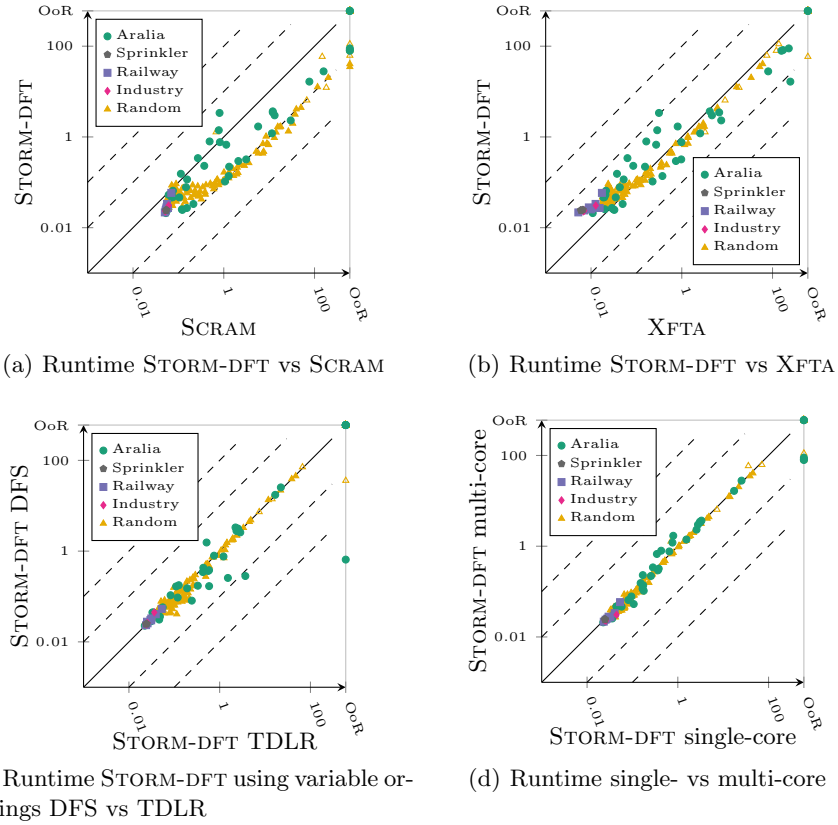 OoR
100
1
0.01
STORM-DFT
Aralia
Sprinkler
Railway
Industry
Random
0.01
1
100
OoR
SCRAM
(a) Runtime STORM-DFT vs SCRAM
OoR
100
1
0.01
STORM-DFT
Aralia
Sprinkler
Railway
Industry
Random
0.01
1
100
OoR
XFTA
(b) Runtime STORM-DFT vs XFTA
OoR
100
1
0.01
STORM-DFT DFS
Aralia
Sprinkler
Railway
Industry
Random
0.01
1
100
OoR
STORM-DFT TDLR
Runtime STORM-DFT using variable or-
ings DFS vs TDLR
OoR
100
1
0.01
STORM-DFT multi-core
Aralia
Sprinkler
Railway
Industry
Random
0.01
1
100
OoR
STORM-DFT single-core
(d) Runtime single- vs multi-core